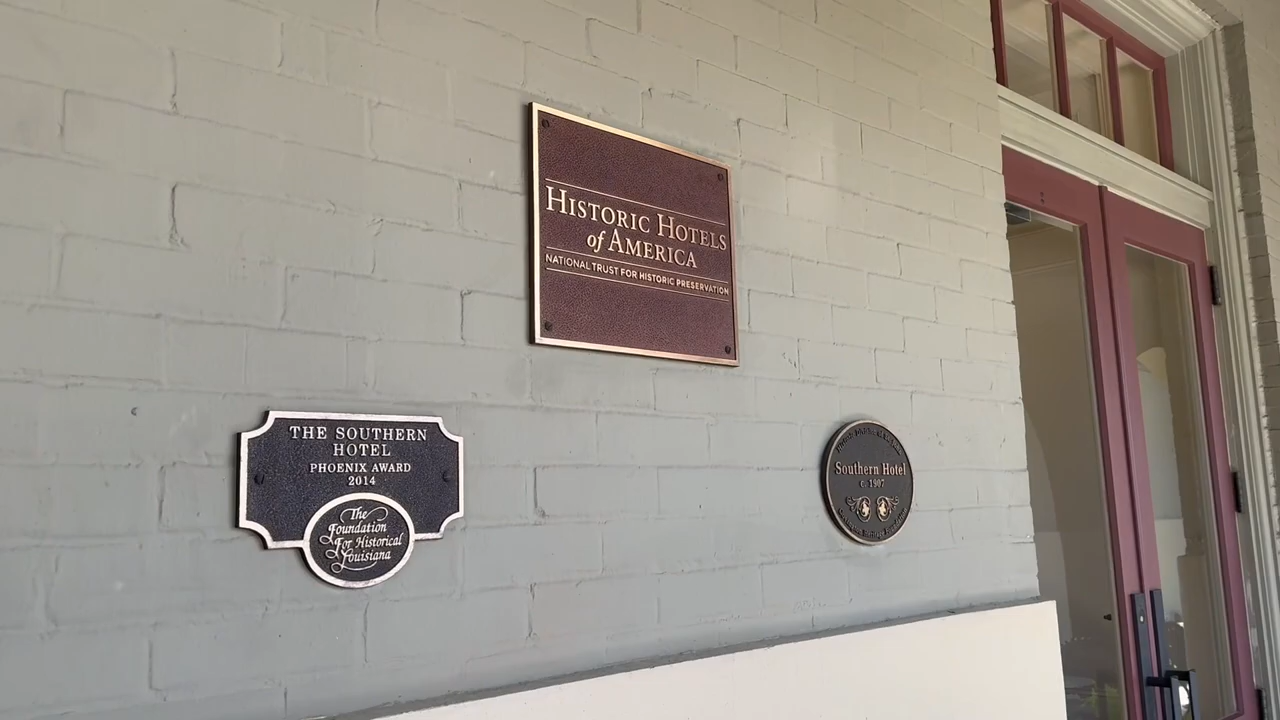 HISTORIC HOTELS
of AMERICA
NATIONAL TRUST FOR HISTORIC PRESERVATION
THE SOUTHERN
HOTEL
PHOENIX AWARD
2014
The
Foundation
For Historical
Louisiana
Southern Hotel
c. 1907